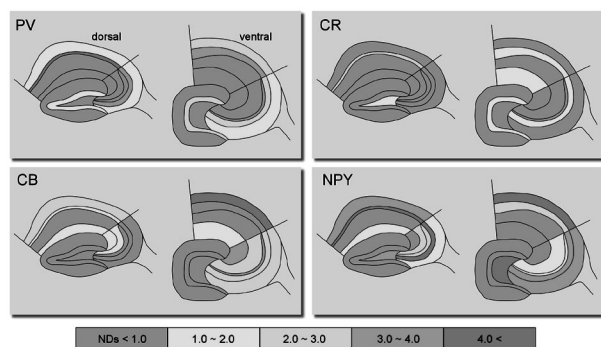 PV
dorsal
ventral
CR
CB
NPY
NDs < 1.0
1.0 ~ 2.0
2.0 ~ 3.0
3.0 ~ 4.0
4.0 <